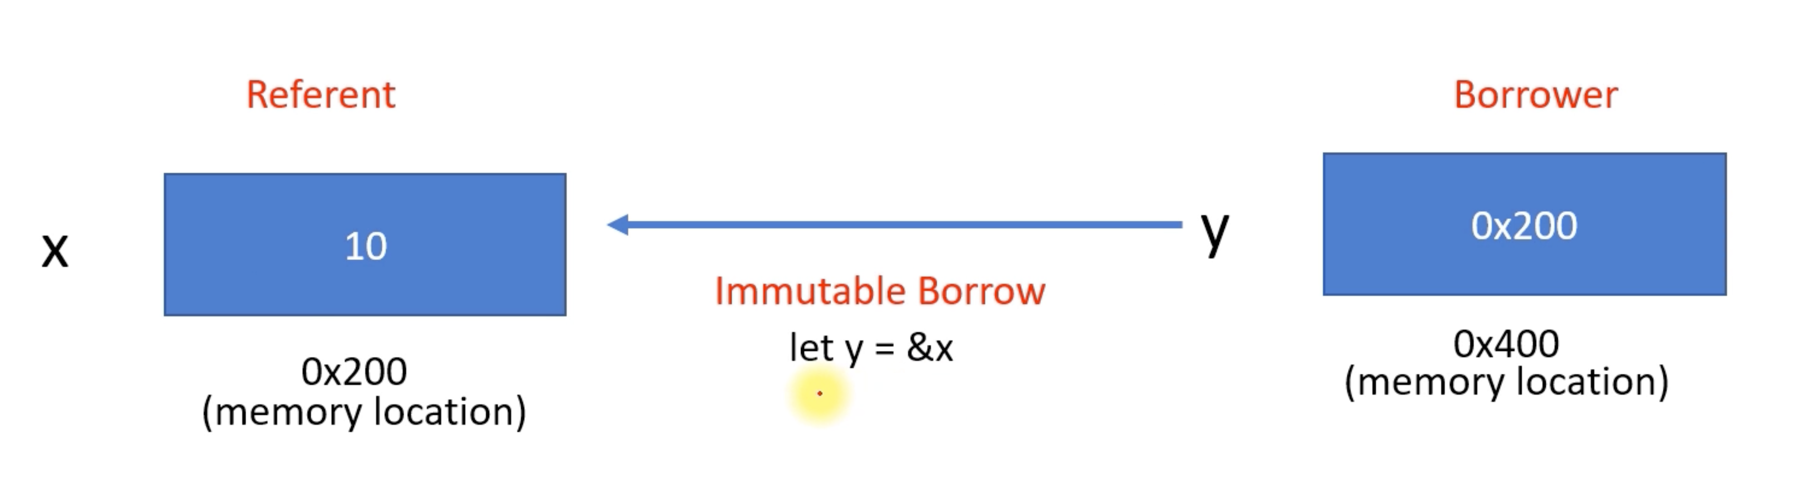 Referent
Borrower
x
10
y
0x200
Immutable Borrow
let y = &x
0x200
(memory location)
0x400
(memory location)